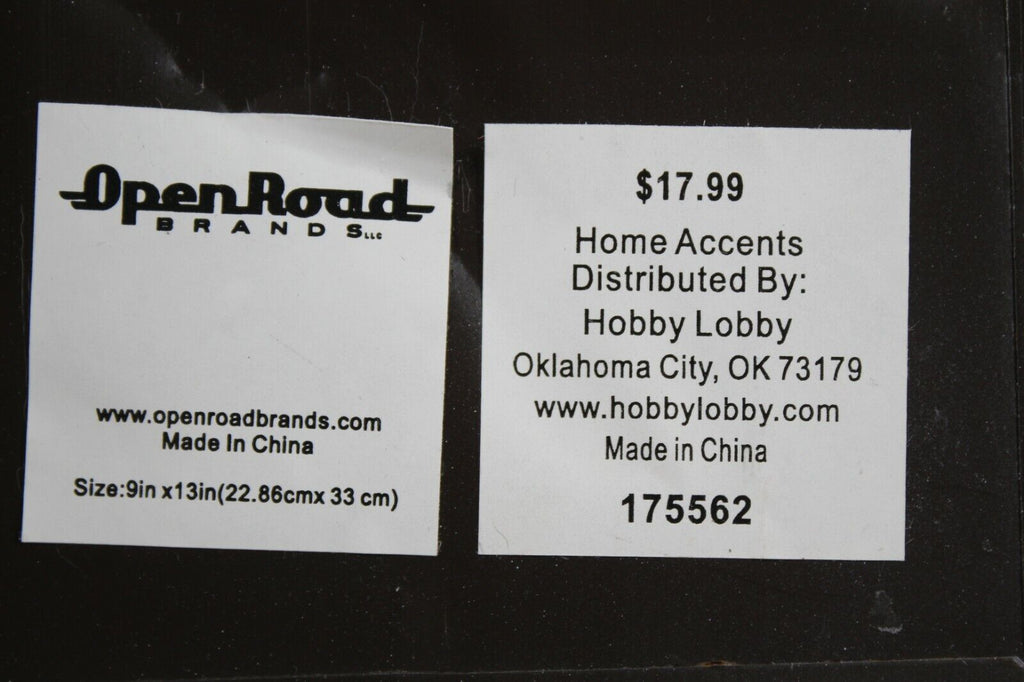 OpenRoad
BRANDS LLC
www.openroadbrands.com
Made In China
Size:9in x13in(22.86cmx 33 cm)
$17.99
Home Accents
Distributed By:
Hobby Lobby
Oklahoma City, OK 73179
www.hobbylobby.com
Made in China
175562